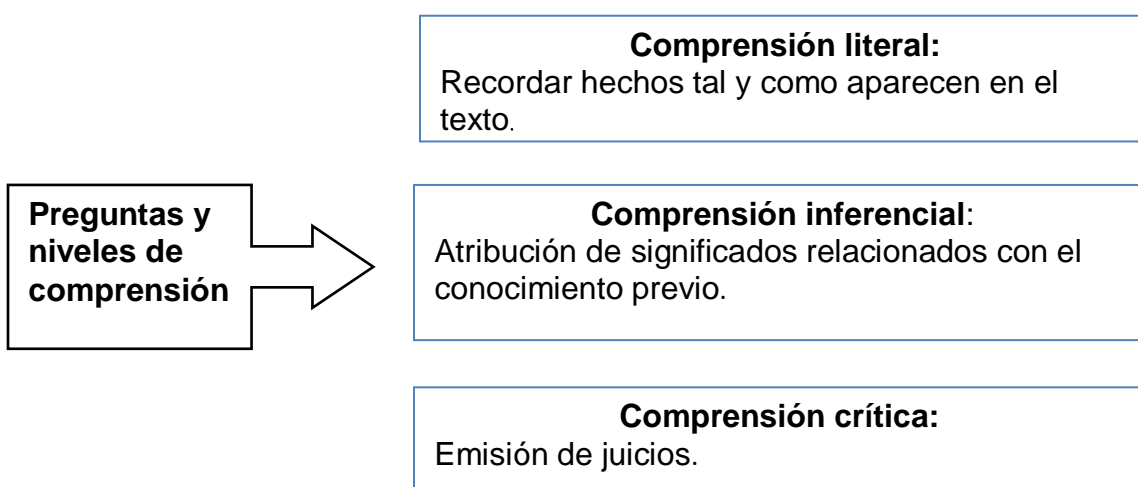 Comprensión literal:
Recordar hechos tal y como aparecen en el
texto.
Preguntas y
niveles de
comprensión
Comprensión inferencial:
Atribución de significados relacionados con el
conocimiento previo.
Comprensión crítica:
Emisión de juicios.